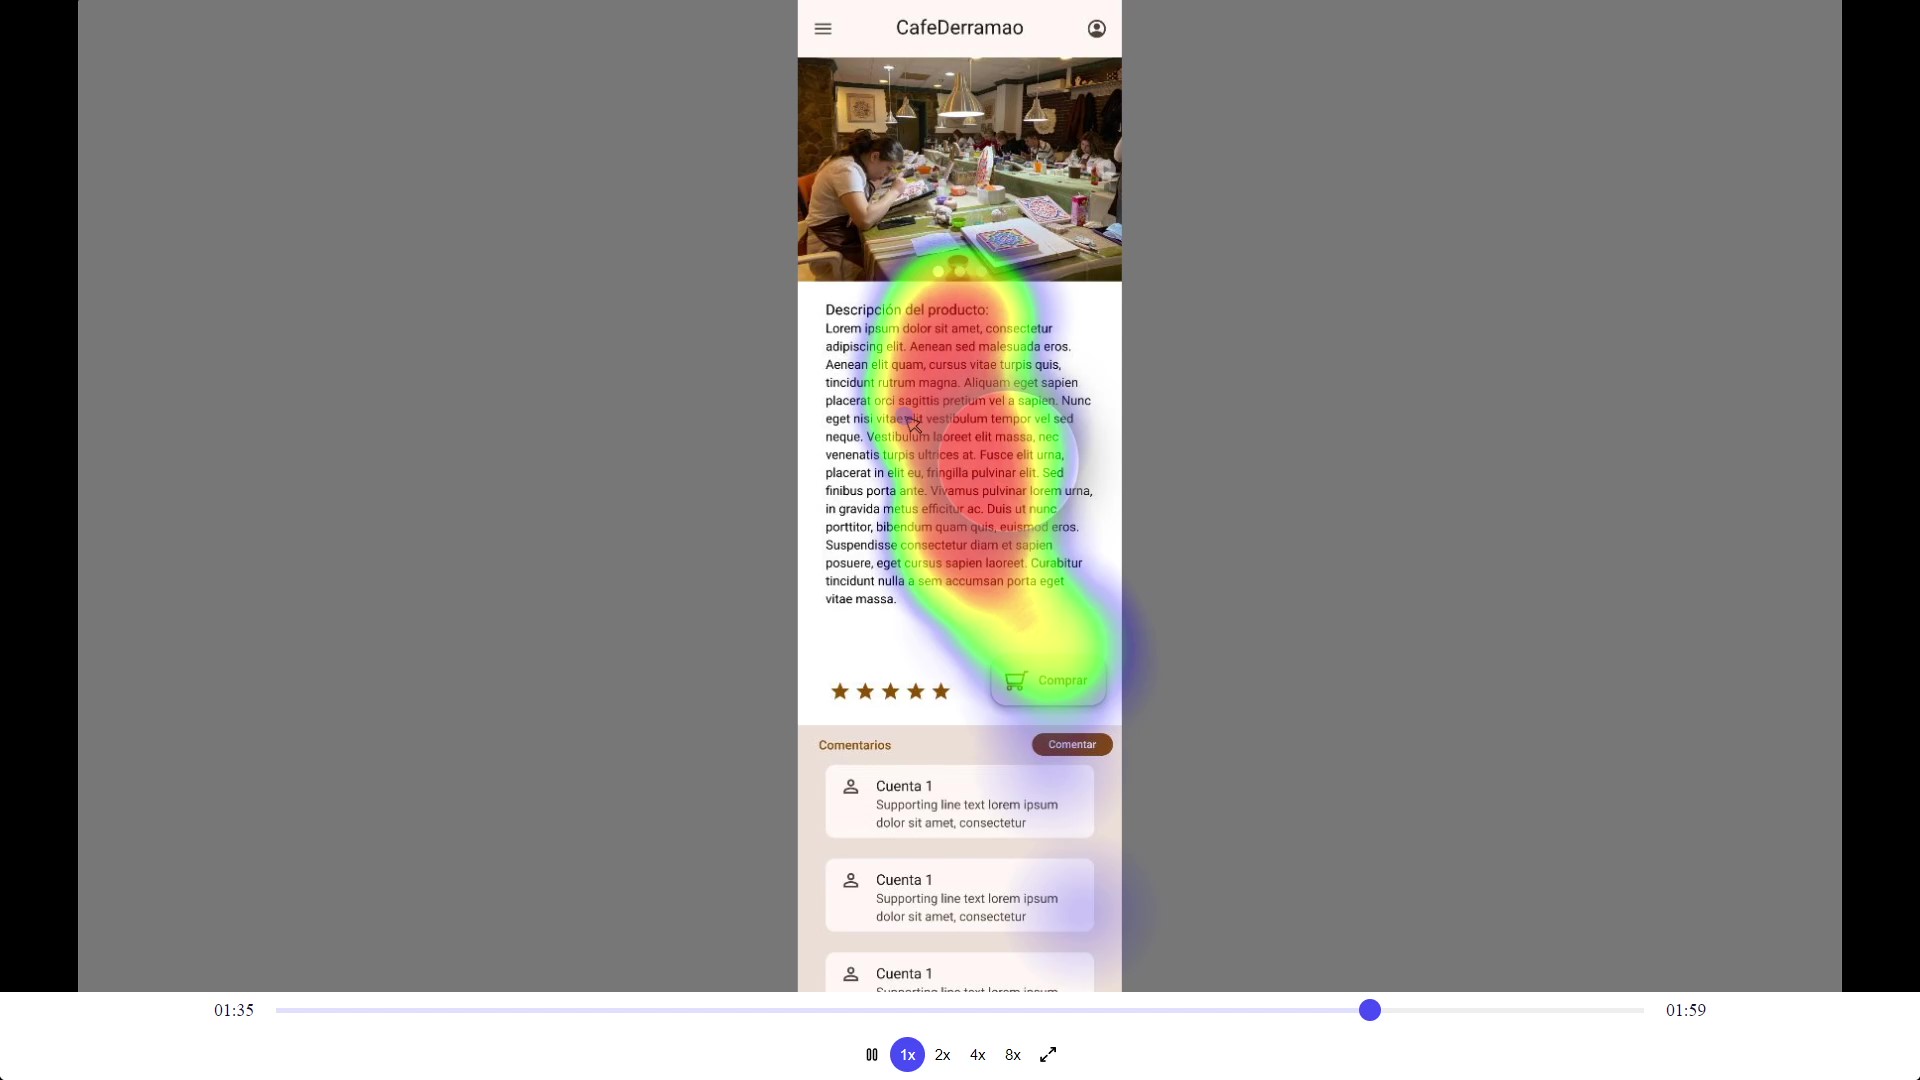 CafeDerramao
Descripción del producto:
Lorem ipsum dolor sit amet, consectetur
adipiscing elit. Aenean sed malesuada eros.
Aenean elit quam, cursus vitae turpis quis,
tincidunt rutrum magna. Aliquam eget sapien
placerat orci sagittis pretium vel a sapien. Nunc
eget nisi vitae elit vestibulum tempor vel sed
neque. Vestibulum laoreet elit massa, nec
venenatis turpis ultrices at. Fusce elit urna,
placerat in elit eu, fringilla pulvinar elit. Sed
finibus porta ante. Vivamus pulvinar lorem urna,
in gravida metus efficitur ac. Duis ut nunc
porttitor, bibendum quam quis, euismod eros.
Suspendisse consectetur diam et sapien
posuere, eget cursus sapien laoreet. Curabitur
tincidunt nulla a sem accumsan porta eget
vitae massa.
Comprar
Comentarios
Comentar
Cuenta 1
Supporting line text lorem ipsum
dolor sit amet, consectetur
Cuenta 1
Supporting line text lorem ipsum
dolor sit amet, consectetur
Cuenta 1
Supporting line text lorem ipsum
01:35
01:59
1x 2x 4x 8x